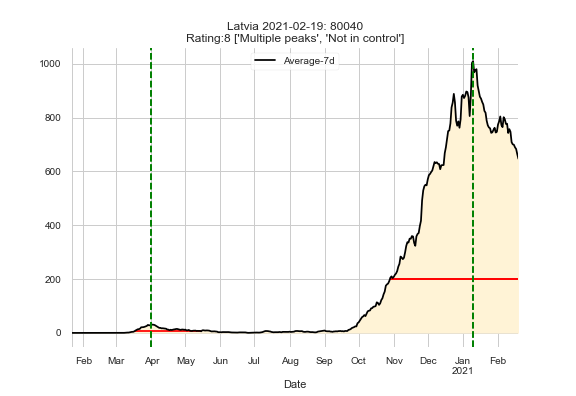 Latvia 2021-02-19: 80040
Rating:8 ['Multiple peaks', 'Not in control']
Average-7d
1000
800
600
400
200
0
Feb Mar Apr May Jun Jul Aug Sep Oct Nov Dec Jan Feb
2021
Date